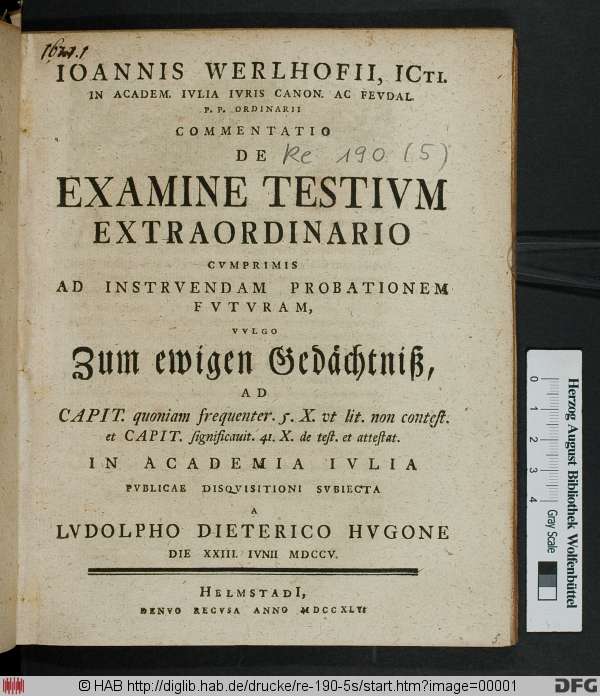 IOANNIS WERLHOFII, ICTI.
IN ACADEM. IVLIA IVRIS CANON. AC FEVDAL.
P. P. ORDINARII
COMMENTATIO
DE
Re 190 (5)
EXAMINE TESTIVM
EXTRAORDINARIO
CVMPRIMIS
AD INSTRVENDAM PROBATIONEM
FVTVRAM,
VVLGO
Zum ewigen Gedächtniß,
AD
CAPIT. quoniam frequenter. 5. X. vt lit. non contest.
et CAPIT. significauit. 41. X. de test. et attestat.
IN ACADEMIA IVLIA
PVBLICAE DISQVISITIONI SVBIECTA
A
LVDOLPHO DIETERICO HVGONE
DIE XXIII. IVNII MDCCV.
HELMSTADI,
DENVO RECVSA ANNO MDCCXLVI
0 1 2 3 4
Gray Scale
Herzog August Bibliothek Wolfenbüttel
© HAB http://diglib.hab.de/drucke/re-190-5s/start.htm?image=00001
DFG